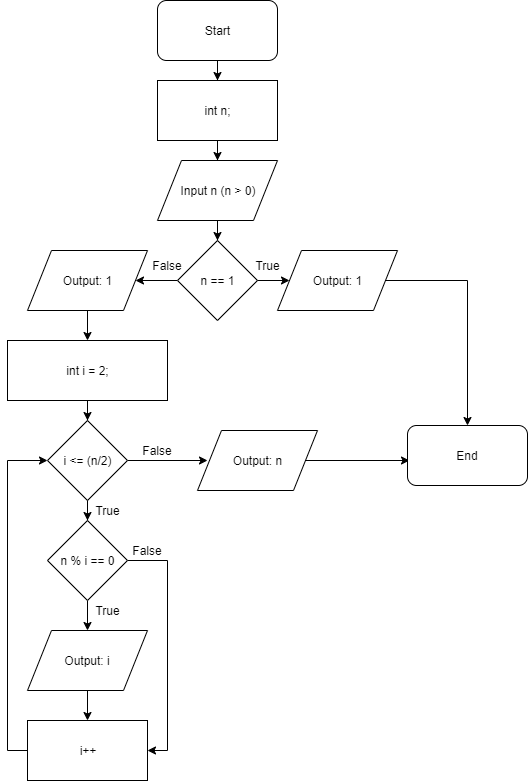 Start
int n;
Input n (n > 0)
n == 1
False
True
Output: 1
Output: 1
int i = 2;
i <= (n/2)
False
Output: n
End
True
n % i == 0
False
True
Output: i
i++